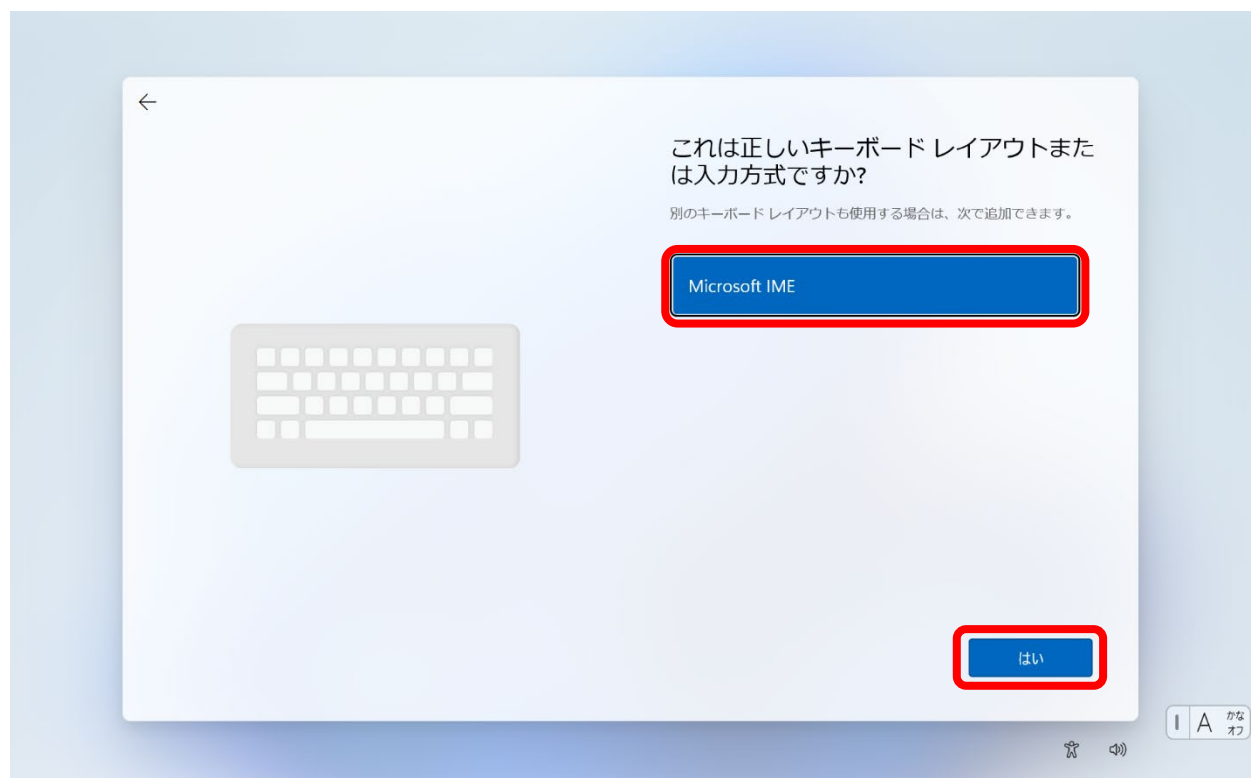 これは正しいキーボード レイアウトまた
は入力方式ですか?
別のキーボード レイアウトも使用する場合は、次で追加できます。
Microsoft IME
はい
A かな
オフ